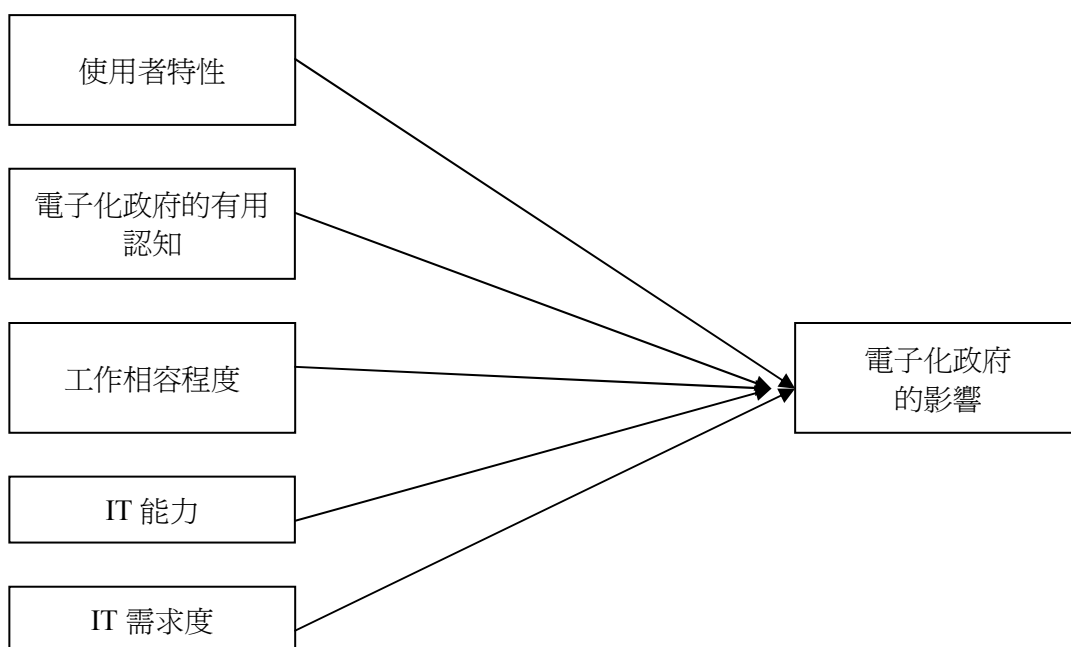 使用者特性
電子化政府的有用
認知
工作相容程度
電子化政府
的影響
IT 能力
IT 需求度